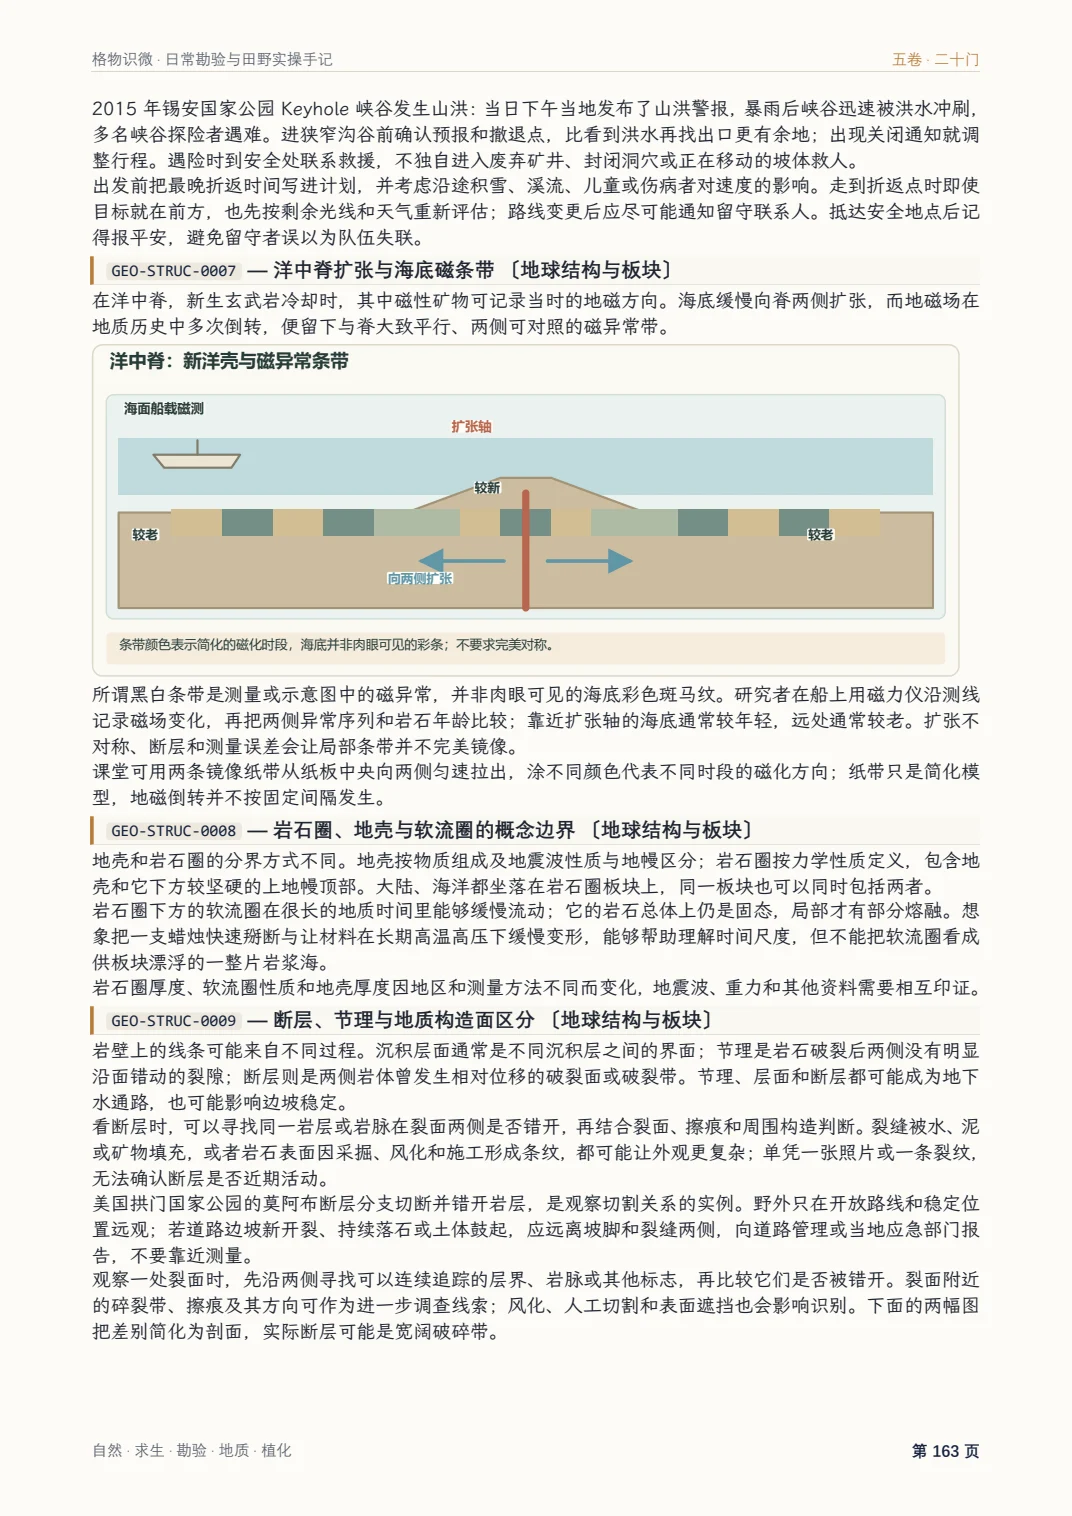 格物识微 · 日常勘验与田野实操手记
五卷 · 二十门
2015 年锡安国家公园 Keyhole 峡谷发生山洪：当日下午当地发布了山洪警报，暴雨后峡谷迅速被洪水冲刷，
多名峡谷探险者遇难。进狭窄沟谷前确认预报和撤退点，比看到洪水再找出口更有余地；出现关闭通知就调
整行程。遇险时到安全处联系救援，不独自进入废弃矿井、封闭洞穴或正在移动的坡体救人。
出发前把最晚折返时间写进计划，并考虑沿途积雪、溪流、儿童或伤病者对速度的影响。走到折返点时即使
目标就在前方，也先按剩余光线和天气重新评估；路线变更后应尽可能通知留守联系人。抵达安全地点后记
得报平安，避免留守者误以为队伍失联。
GEO-STRUC-0007 — 洋中脊扩张与海底磁条带 〔地球结构与板块〕
在洋中脊，新生玄武岩冷却时，其中磁性矿物可记录当时的地磁方向。海底缓慢向脊两侧扩张，而地磁场在
地质历史中多次倒转，便留下与脊大致平行、两侧可对照的磁异常带。
洋中脊：新洋壳与磁异常条带
海面船载磁测
扩张轴
较新
较老
较老
向两侧扩张
条带颜色表示简化的磁化时段，海底并非肉眼可见的彩条；不要求完美对称。
所谓黑白条带是测量或示意图中的磁异常，并非肉眼可见的海底彩色斑马纹。研究者在船上用磁力仪沿测线
记录磁场变化，再把两侧异常序列和岩石年龄比较；靠近扩张轴的海底通常较年轻，远处通常较老。扩张不
对称、断层和测量误差会让局部条带并不完美镜像。
课堂可用两条镜像纸带从纸板中央向两侧匀速拉出，涂不同颜色代表不同时段的磁化方向；纸带只是简化模
型，地磁倒转并不按固定间隔发生。
GEO-STRUC-0008 — 岩石圈、地壳与软流圈的概念边界 〔地球结构与板块〕
地壳和岩石圈的分界方式不同。地壳按物质组成及地震波性质与地幔区分；岩石圈按力学性质定义，包含地
壳和它下方较坚硬的上地幔顶部。大陆、海洋都坐落在岩石圈板块上，同一板块也可以同时包括两者。
岩石圈下方的软流圈在很长的地质时间里能够缓慢流动；它的岩石总体上仍是固态，局部才有部分熔融。想
象把一支蜡烛快速掰断与让材料在长期高温高压下缓慢变形，能够帮助理解时间尺度，但不能把软流圈看成
供板块漂浮的一整片岩浆海。
岩石圈厚度、软流圈性质和地壳厚度因地区和测量方法不同而变化，地震波、重力和其他资料需要相互印证。
GEO-STRUC-0009 — 断层、节理与地质构造面区分 〔地球结构与板块〕
岩壁上的线条可能来自不同过程。沉积层面通常是不同沉积层之间的界面；节理是岩石破裂后两侧没有明显
沿面错动的裂隙；断层则是两侧岩体曾发生相对位移的破裂面或破裂带。节理、层面和断层都可能成为地下
水通路，也可能影响边坡稳定。
看断层时，可以寻找同一岩层或岩脉在裂面两侧是否错开，再结合裂面、擦痕和周围构造判断。裂缝被水、泥
或矿物填充，或者岩石表面因采掘、风化和施工形成条纹，都可能让外观更复杂；单凭一张照片或一条裂纹，
无法确认断层是否近期活动。
美国拱门国家公园的莫阿布断层分支切断并错开岩层，是观察切割关系的实例。野外只在开放路线和稳定位
置远观；若道路边坡新开裂、持续落石或土体鼓起，应远离坡脚和裂缝两侧，向道路管理或当地应急部门报
告，不要靠近测量。
观察一处裂面时，先沿两侧寻找可以连续追踪的层界、岩脉或其他标志，再比较它们是否被错开。裂面附近
的碎裂带、擦痕及其方向可作为进一步调查线索；风化、人工切割和表面遮挡也会影响识别。下面的两幅图
把差别简化为剖面，实际断层可能是宽阔破碎带。
自然 · 求生 · 勘验 · 地质 · 植化
第 163 页